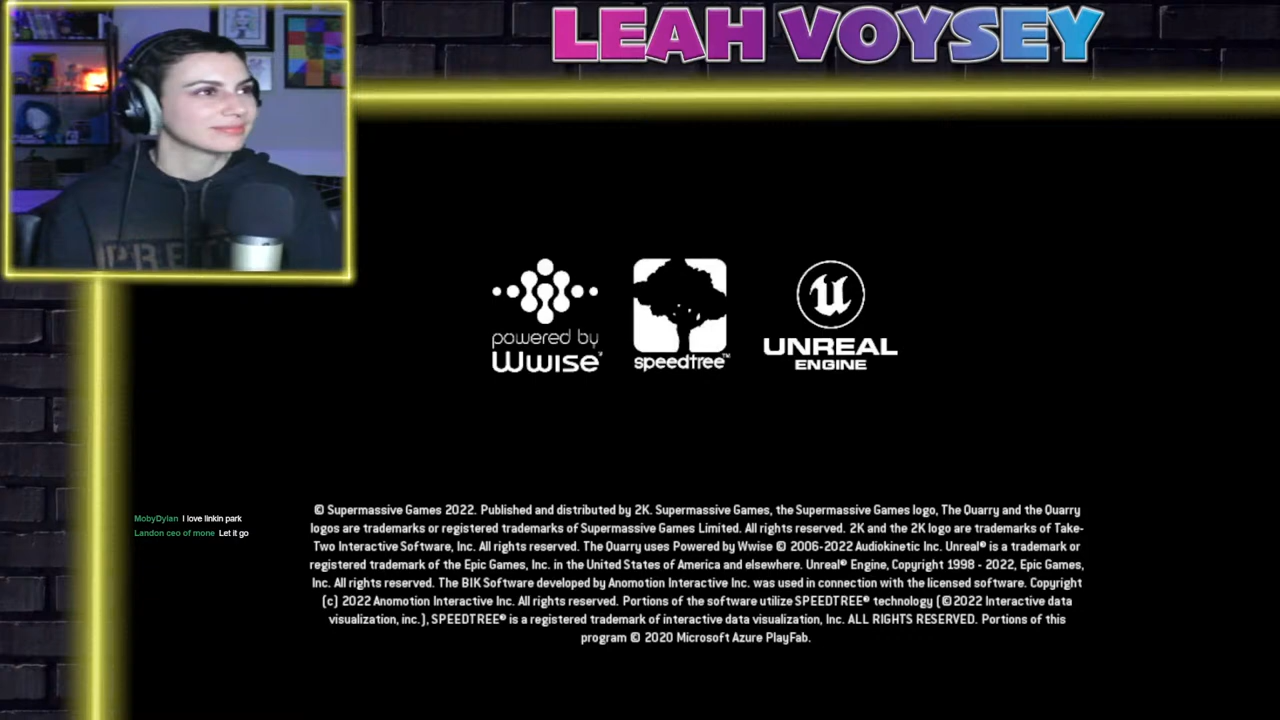 LEAH VOYSEY
powered by
Wwise
speedtree™
UNREAL
ENGINE
MobyDylan I love linkin park
Landon ceo of mone Let it go
© Supermassive Games 2022. Published and distributed by 2K. Supermassive Games, the Supermassive Games logo, The Quarry and the Quarry
logos are trademarks or registered trademarks of Supermassive Games Limited. All rights reserved. 2K and the 2K logo are trademarks of Take-
Two Interactive Software, Inc. All rights reserved. The Quarry uses Powered by Wwise © 2006-2022 Audiokinetic Inc. Unreal® is a trademark or
registered trademark of the Epic Games, Inc. in the United States of America and elsewhere. Unreal® Engine, Copyright 1998 - 2022, Epic Games,
Inc. All rights reserved. The BIK Software developed by Anomotion Interactive Inc. was used in connection with the licensed software. Copyright
(c) 2022 Anomotion Interactive Inc. All rights reserved. Portions of the software utilize SPEEDTREE® technology (©2022 Interactive data
visualization, inc.), SPEEDTREE® is a registered trademark of interactive data visualization, Inc. ALL RIGHTS RESERVED. Portions of this
program © 2020 Microsoft Azure PlayFab.